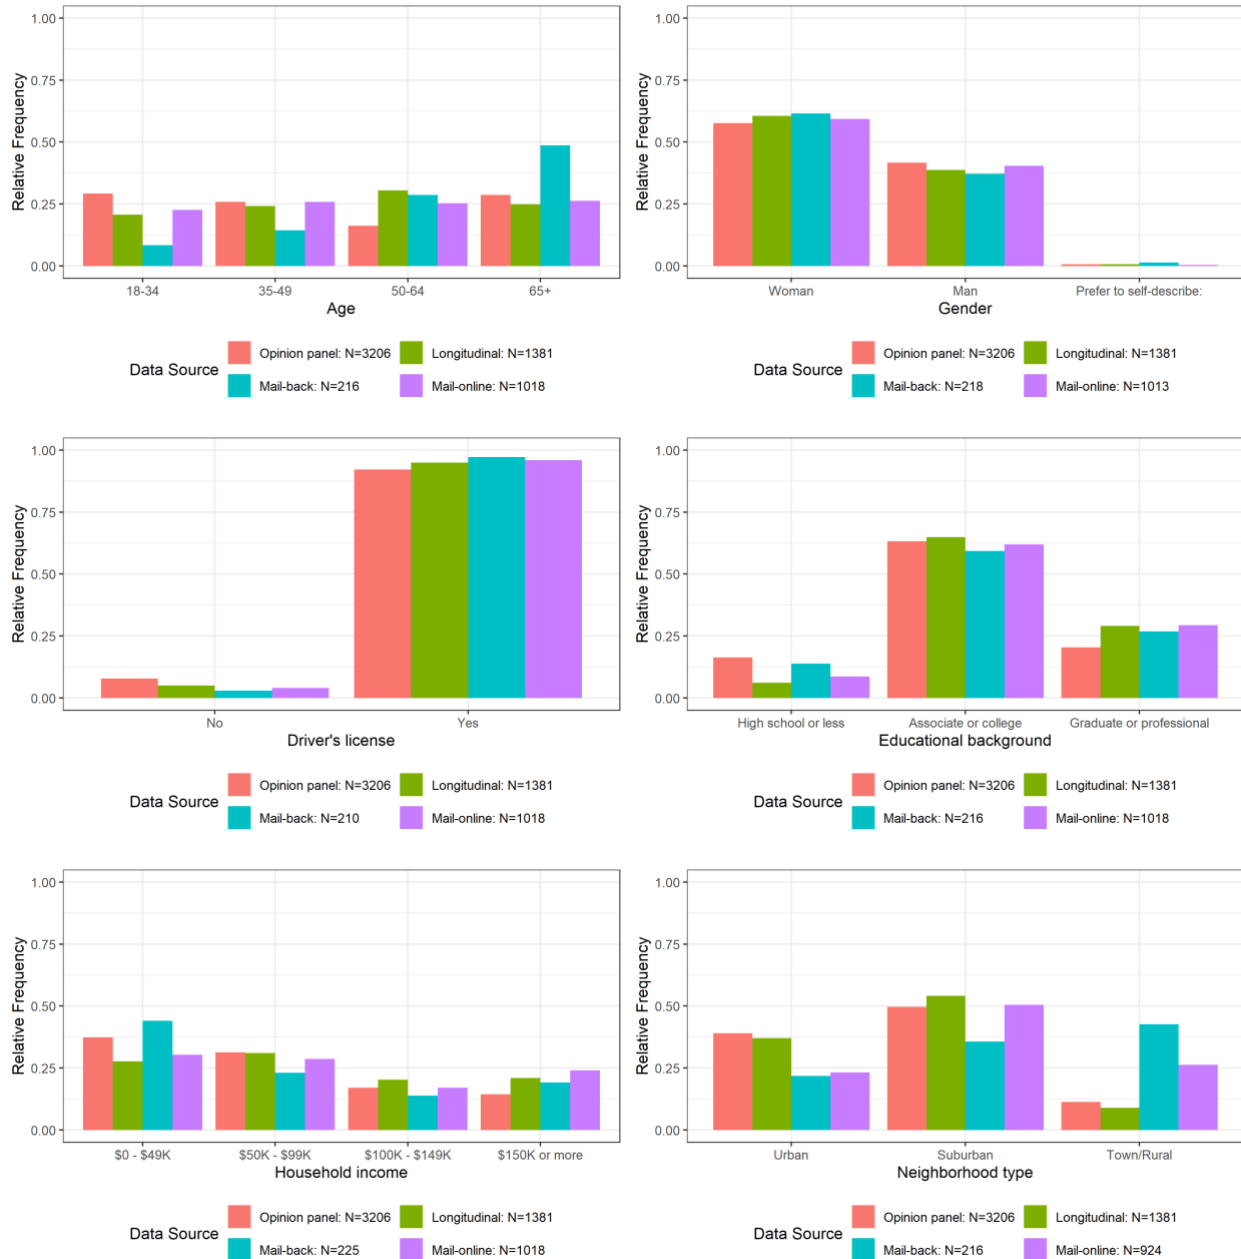 1.00
0.75
0.50
0.25
0.00
Relative Frequency
18-34 35-49 50-64 65+
Age
Data Source
Opinion panel: N=3206 Longitudinal: N=1381
Mail-back: N=216 Mail-online: N=1018
1.00
0.75
0.50
0.25
0.00
Relative Frequency
Woman Man Prefer to self-describe:
Gender
Data Source
Opinion panel: N=3206 Longitudinal: N=1381
Mail-back: N=218 Mail-online: N=1013
1.00
0.75
0.50
0.25
0.00
Relative Frequency
No Yes
Driver's license
Data Source
Opinion panel: N=3206 Longitudinal: N=1381
Mail-back: N=210 Mail-online: N=1018
1.00
0.75
0.50
0.25
0.00
Relative Frequency
High school or less Associate or college Graduate or professional
Educational background
Data Source
Opinion panel: N=3206 Longitudinal: N=1381
Mail-back: N=216 Mail-online: N=1018
1.00
0.75
0.50
0.25
0.00
Relative Frequency
$0 - $49K $50K - $99K $100K - $149K $150K or more
Household income
Data Source
Opinion panel: N=3206 Longitudinal: N=1381
Mail-back: N=225 Mail-online: N=1018
1.00
0.75
0.50
0.25
0.00
Relative Frequency
Urban Suburban Town/Rural
Neighborhood type
Data Source
Opinion panel: N=3206 Longitudinal: N=1381
Mail-back: N=216 Mail-online: N=924